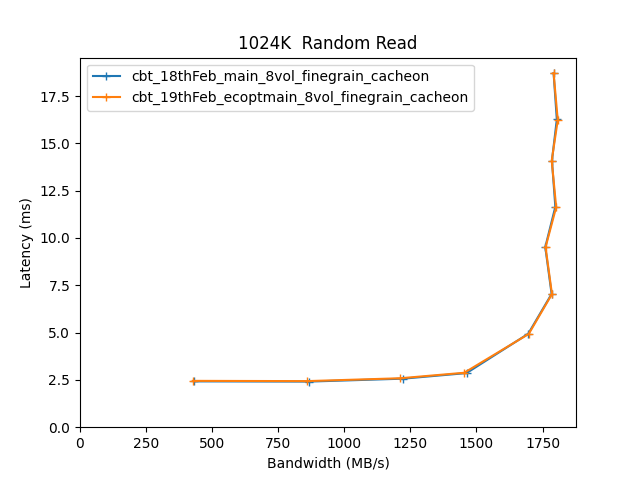 1024K  Random Read
cbt_18thFeb_main_8vol_finegrain_cacheon
cbt_19thFeb_ecoptmain_8vol_finegrain_cacheon
17.5
15.0
12.5
10.0
7.5
5.0
2.5
0.0
Latency (ms)
0 250 500 750 1000 1250 1500 1750
Bandwidth (MB/s)